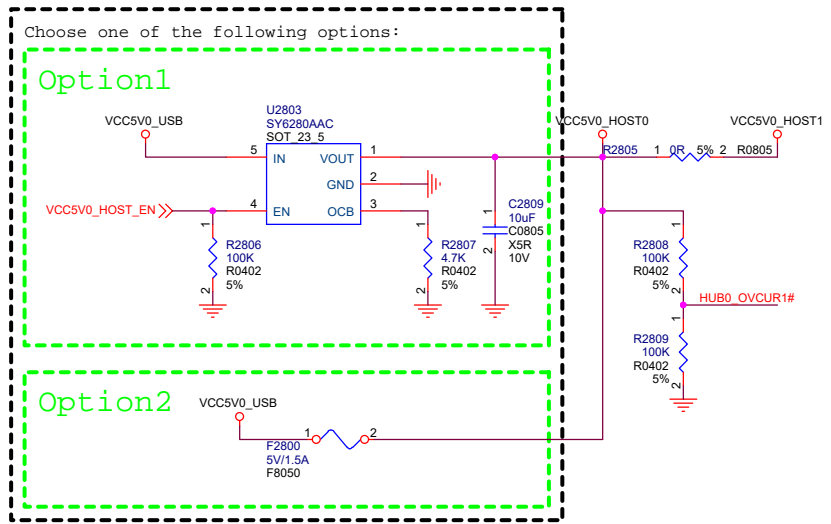 Choose one of the following options:
Option1
U2803
SY6280AAC
SOT_23_5
VCC5V0_USB
VCC5V0_HOST0
VCC5V0_HOST1
5 IN VOUT 1
R2805 1 0R 5% 2 R0805
GND 2
VCC5V0_HOST_EN 4 EN OCB 3
1
R2806
100K
R0402
5%
2
1
R2807
4.7K
R0402
5%
2
1
C2809
10uF
C0805
X5R
10V
2
1
R2808
100K
R0402
5%
2
HUB0_OVCUR1#
1
R2809
100K
R0402
5%
2
Option2
VCC5V0_USB
1 2
F2800
5V/1.5A
F8050